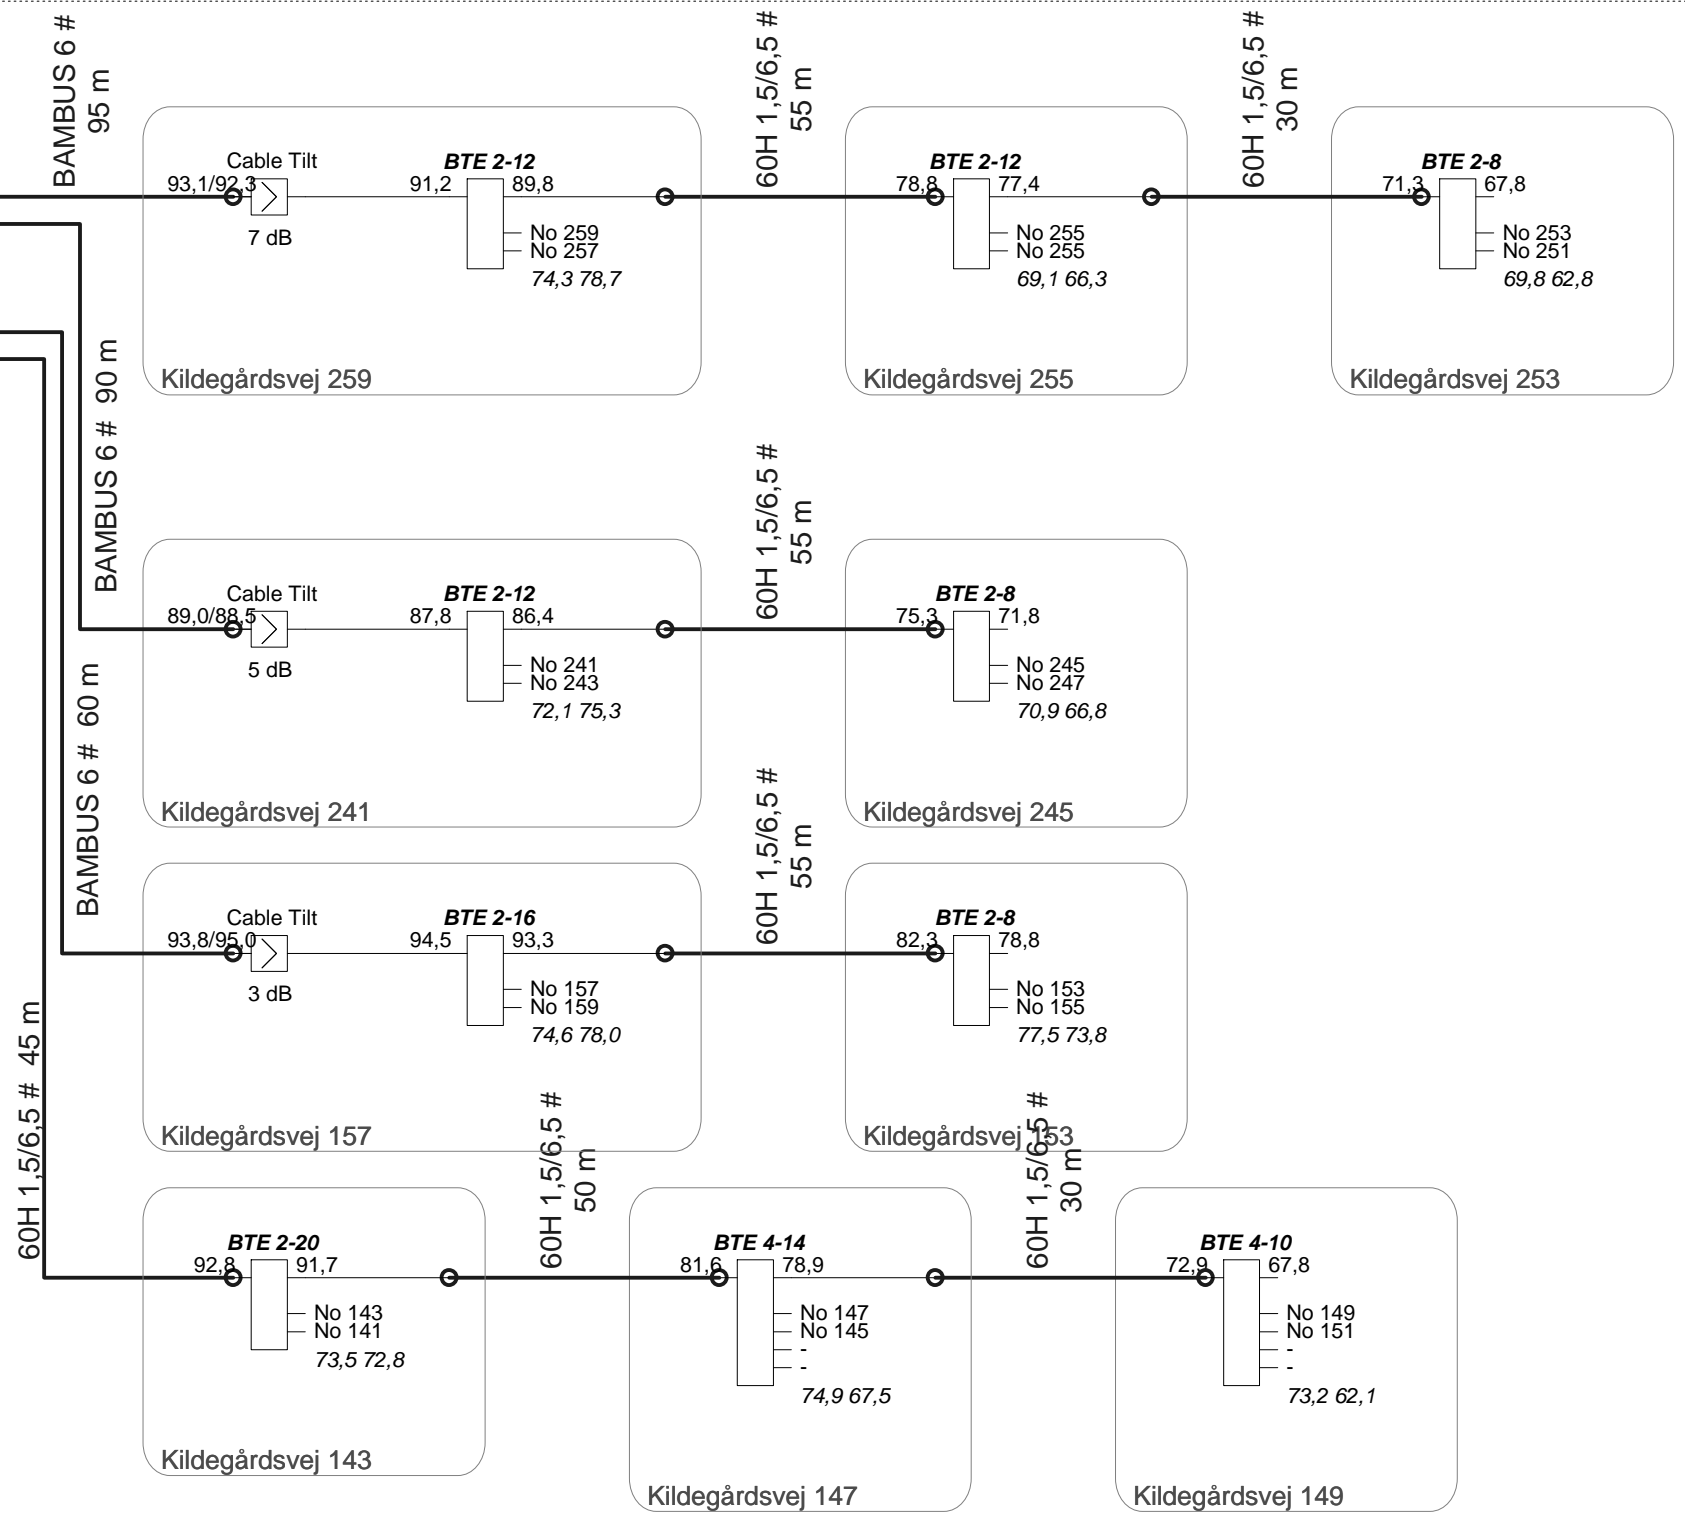 BAMBUS 6 #
95 m
60H 1,5/6,5 #
55 m
60H 1,5/6,5 #
30 m
Cable Tilt
93,1/92,3
7 dB
BTE 2-12
91,2
89,8
No 259
No 257
74,3 78,7
Kildegårdsvej 259
BTE 2-12
78,8
77,4
No 255
No 255
69,1 66,3
Kildegårdsvej 255
BTE 2-8
71,3
67,8
No 253
No 251
69,8 62,8
Kildegårdsvej 253
BAMBUS 6 # 90 m
60H 1,5/6,5 #
55 m
Cable Tilt
89,0/88,5
5 dB
BTE 2-12
87,8
86,4
No 241
No 243
72,1 75,3
Kildegårdsvej 241
BTE 2-8
75,3
71,8
No 245
No 247
70,9 66,8
Kildegårdsvej 245
BAMBUS 6 # 60 m
60H 1,5/6,5 #
55 m
Cable Tilt
93,8/95,0
3 dB
BTE 2-16
94,5
93,3
No 157
No 159
74,6 78,0
Kildegårdsvej 157
BTE 2-8
82,3
78,8
No 153
No 155
77,5 73,8
Kildegårdsvej 153
60H 1,5/6,5 # 45 m
60H 1,5/6,5 #
50 m
60H 1,5/6,5 #
30 m
BTE 2-20
92,8
91,7
No 143
No 141
73,5 72,8
Kildegårdsvej 143
BTE 4-14
81,6
78,9
No 147
No 145
-
-
74,9 67,5
Kildegårdsvej 147
BTE 4-10
72,9
67,8
No 149
No 151
-
-
73,2 62,1
Kildegårdsvej 149